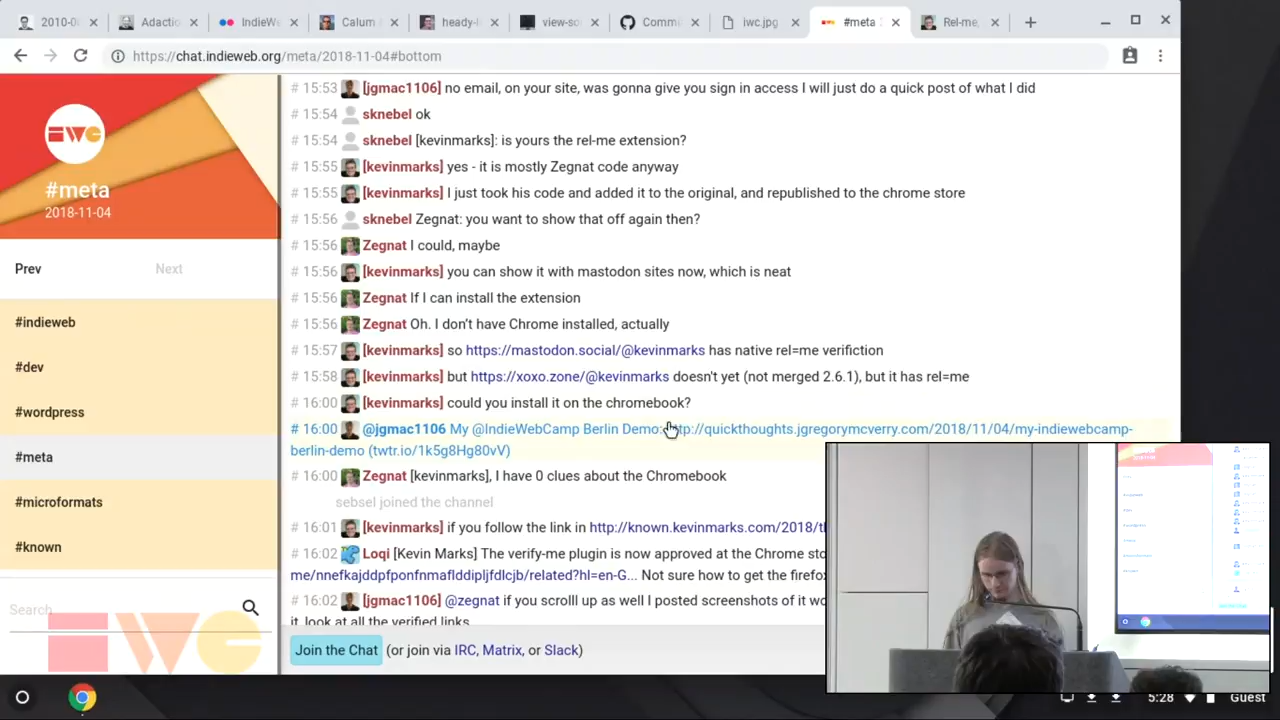 2010-0
Adactio
IndieWe
Calum
heady-
view-so
Comm
iwc.jpg
#meta
Rel-me,
https://chat.indieweb.org/meta/2018-11-04#bottom
#meta
2018-11-04
Prev
Next
#indieweb
#dev
#wordpress
#meta
#microformats
#known
Search
# 15:53 [jgmac1106] no email, on your site, was gonna give you sign in access I will just do a quick post of what I did
# 15:54 sknebel ok
# 15:54 sknebel [kevinmarks]: is yours the rel-me extension?
# 15:55 [kevinmarks] yes - it is mostly Zegnat code anyway
# 15:55 [kevinmarks] I just took his code and added it to the original, and republished to the chrome store
# 15:56 sknebel Zegnat: you want to show that off again then?
# 15:56 Zegnat I could, maybe
# 15:56 [kevinmarks] you can show it with mastodon sites now, which is neat
# 15:56 Zegnat If I can install the extension
# 15:56 Zegnat Oh. I don't have Chrome installed, actually
# 15:57 [kevinmarks] so https://mastodon.social/@kevinmarks has native rel=me verifiction
# 15:58 [kevinmarks] but https://xoxo.zone/@kevinmarks doesn't yet (not merged 2.6.1), but it has rel=me
# 16:00 [kevinmarks] could you install it on the chromebook?
# 16:00 @jgmac1106 My @IndieWebCamp Berlin Demo: http://quickthoughts.jgregorymcverry.com/2018/11/04/my-indiewebcamp-
berlin-demo (twtr.io/1k5g8Hg80vV)
# 16:00 Zegnat [kevinmarks], I have 0 clues about the Chromebook
sebsel joined the channel
# 16:01 [kevinmarks] if you follow the link in http://known.kevinmarks.com/2018/t
# 16:02 Loqi [Kevin Marks] The verify-me plugin is now approved at the Chrome sto
me/nnefkajddpfponfnmaflddipljfdlcjb/related?hl=en-G... Not sure how to get the firefox
# 16:02 [jgmac1106] @zegnat if you scrolll up as well I posted screenshots of it wo
it, look at all the verified links
Join the Chat (or join via IRC, Matrix, or Slack)
5:28
Guest